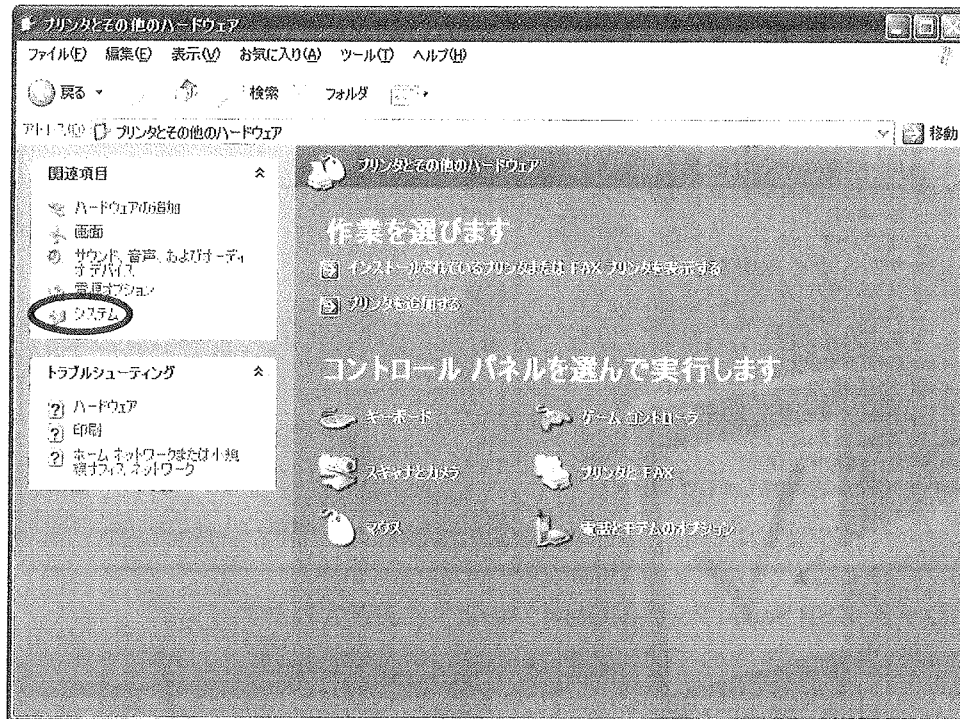 プリンタとその他のハードウェア
ファイル(F) 編集(E) 表示(V) お気に入り(A) ツール(T) ヘルプ(H)
戻る 検索 フォルダ
アドレス(D) プリンタとその他のハードウェア 移動
関連項目
ハードウェアの追加
画面
サウンド、音声、およびオーディ
オ デバイス
電源オプション
システム
トラブルシューティング
ハードウェア
印刷
ホーム ネットワークまたは小規
模オフィス ネットワーク
プリンタとその他のハードウェア
作業を選びます
インストールされているプリンタまたは FAX プリンタを表示する
プリンタを追加する
コントロール パネルを選んで実行します
キーボード
ゲーム コントローラ
スキャナとカメラ
プリンタと FAX
マウス
電話とモデムのオプション